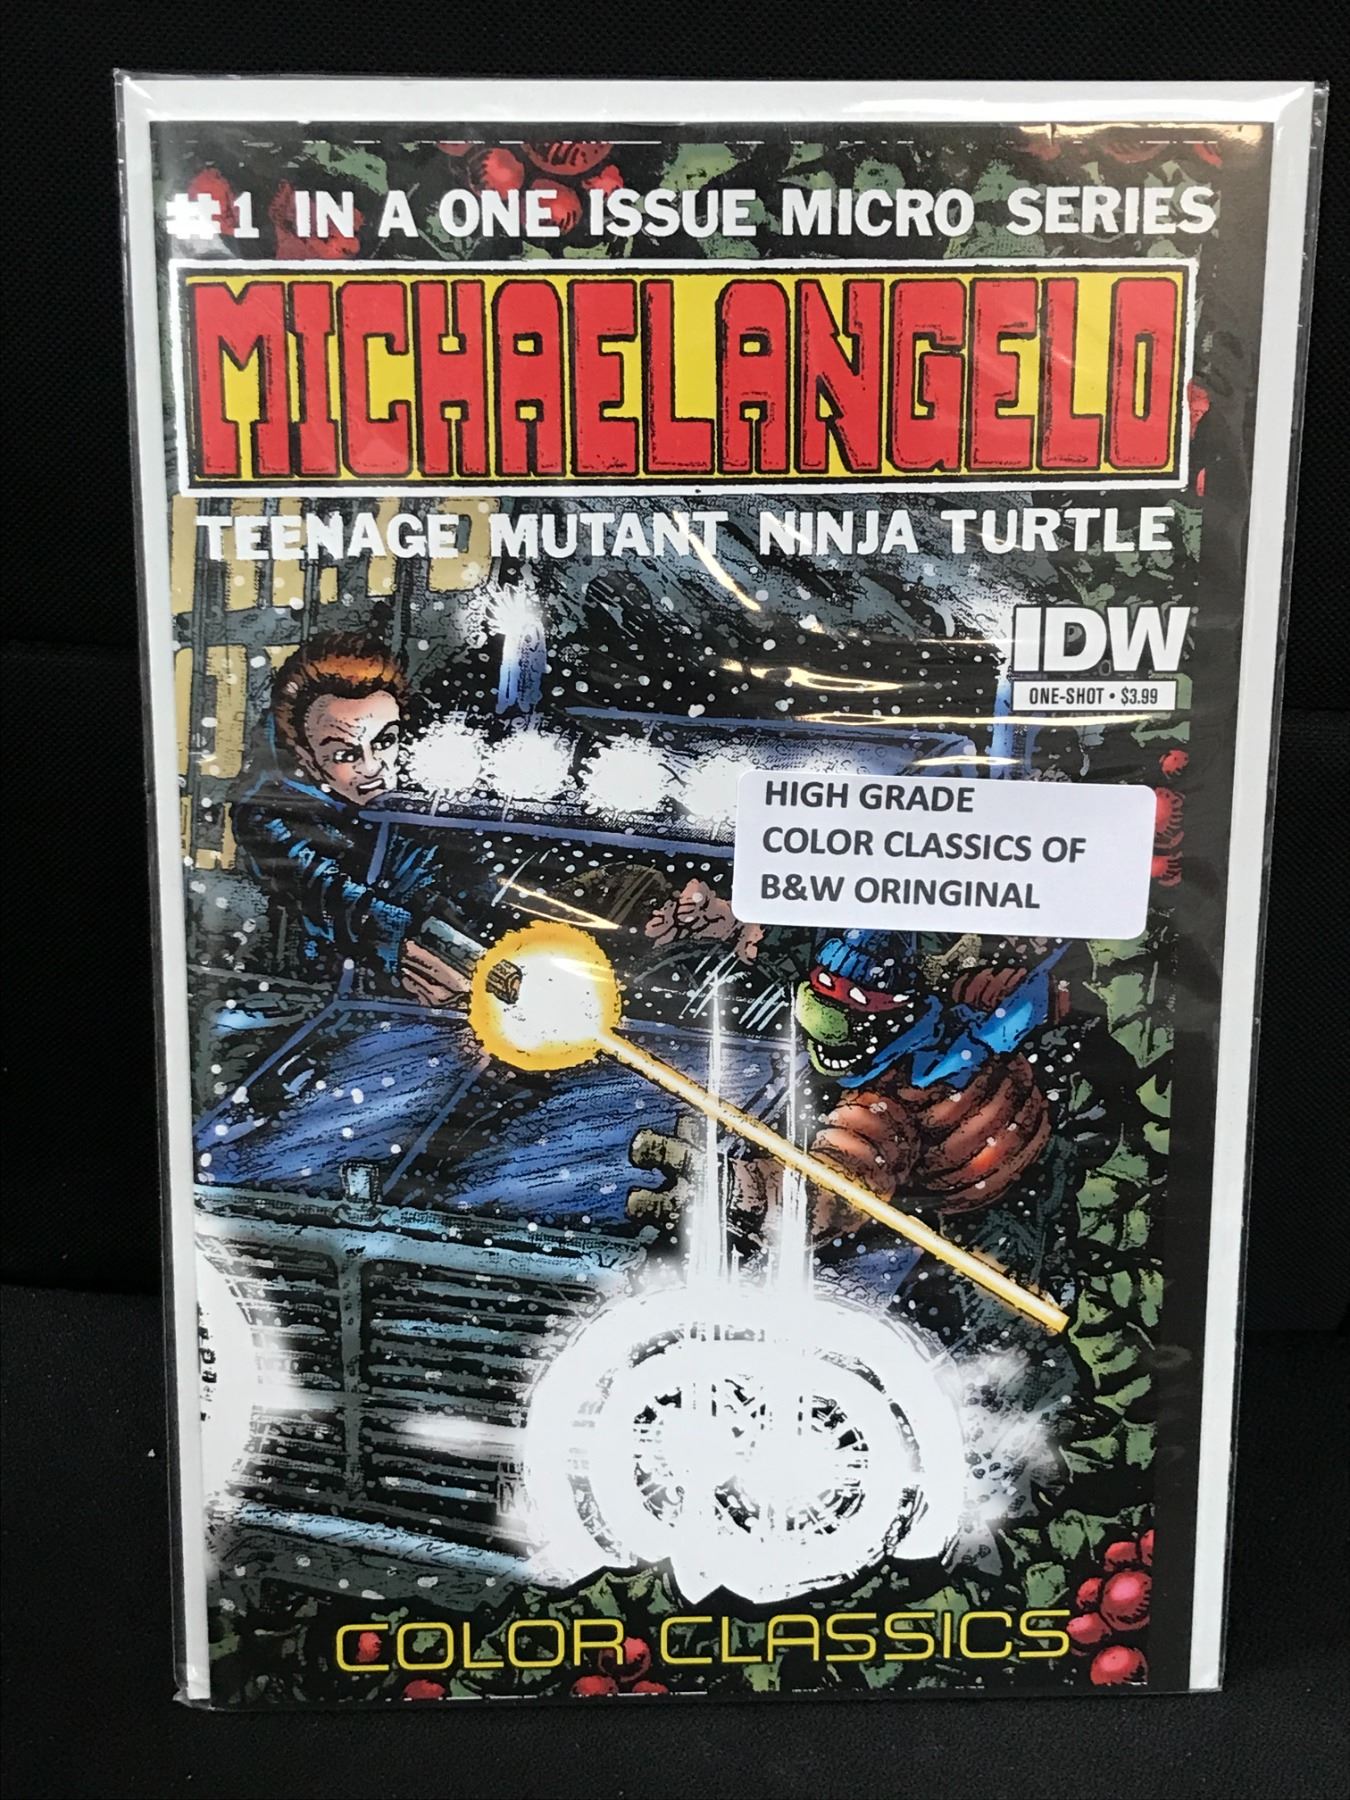 #1 IN A ONE ISSUE MICRO SERIES
MICHAELANGELO
TEENAGE MUTANT NINJA TURTLE
IDW
ONE-SHOT • $3.99
HIGH GRADE
COLOR CLASSICS OF
B&W ORINGINAL
COLOR CLASSICS